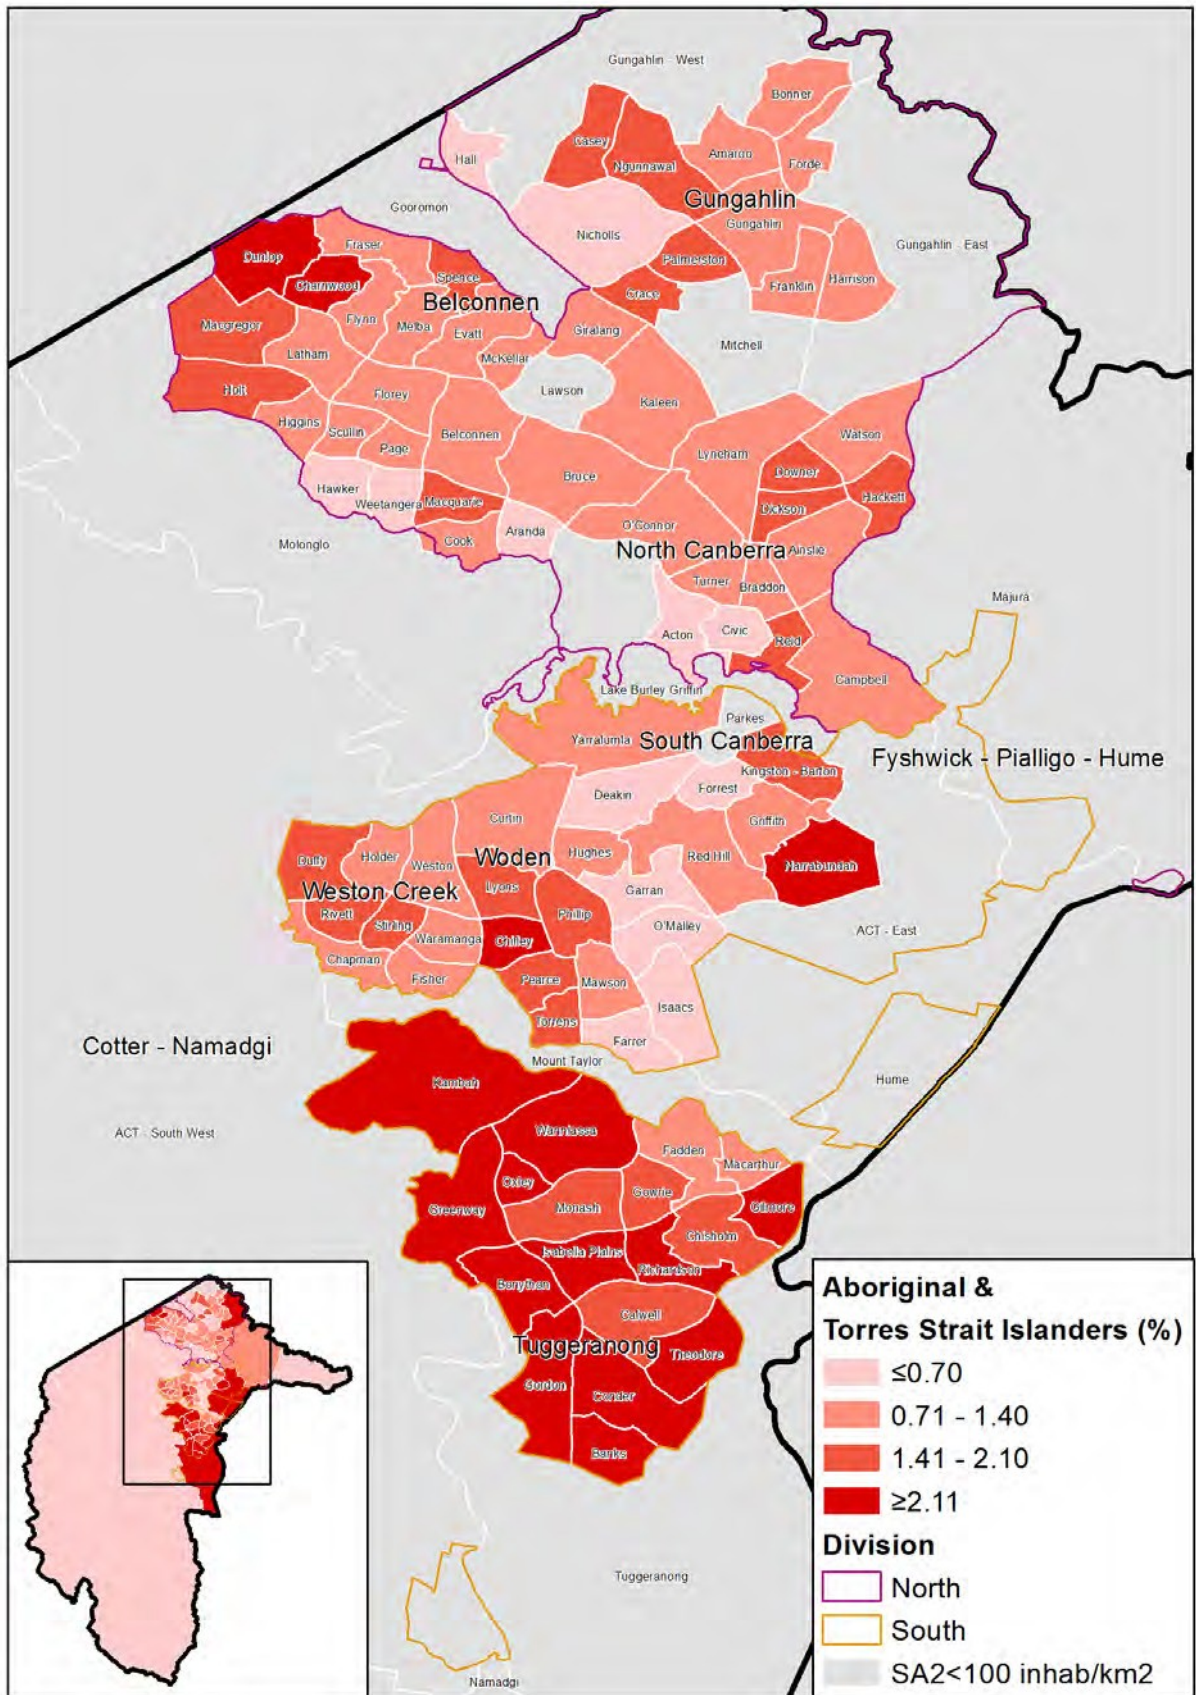 Gungahlin - West
Bonner
Casey
Ngunnawal
Amaroo
Forde
Hall
Gungahlin
Gooromon
Gungahlin
Nicholls
Gungahlin - East
Fraser
Dunlop
Palmerston
Charnwood
Spence
Harrison
Franklin
Crace
Belconnen
Flynn
Macgregor
Melba
Evatt
Giralang
Mitchell
Latham
McKellar
Holt
Florey
Lawson
Kaleen
Higgins
Scullin
Belconnen
Watson
Page
Lyneham
Bruce
Downer
Hawker
Weetangera
Macquarie
Hackett
Dickson
Aranda
O'Connor
Cook
Molonglo
North Canberra
Ainslie
Turner
Braddon
Majura
Acton
Civic
Reid
Campbell
Lake Burley Griffin
Parkes
Yarralumla
South Canberra
Fyshwick - Pialligo - Hume
Kingston - Barton
Deakin
Forrest
Curtin
Griffith
Duffy
Holder
Weston
Woden
Hughes
Red Hill
Narrabundah
Weston Creek
Lyons
Garran
Rivett
Stirling
Phillip
O'Malley
ACT - East
Waramanga
Chifley
Chapman
Fisher
Pearce
Mawson
Isaacs
Torrens
Farrer
Cotter - Namadgi
Mount Taylor
Kambah
Hume
ACT - South West
Wanniassa
Fadden
Macarthur
Oxley
Gowrie
Greenway
Monash
Gilmore
Chisholm
Isabella Plains
Richardson
Bonython
Calwell
Tuggeranong
Theodore
Gordon
Conder
Banks
Tuggeranong
Namadgi
Aboriginal &
Torres Strait Islanders (%)
≤0.70
0.71 - 1.40
1.41 - 2.10
≥2.11
Division
North
South
SA2<100 inhab/km2